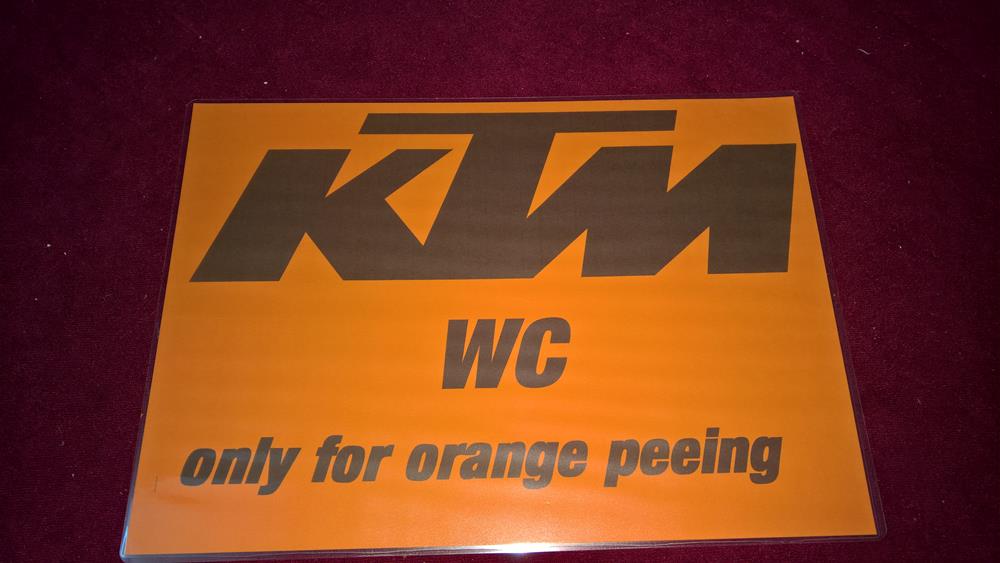 KTM
WC
only for orange peeing